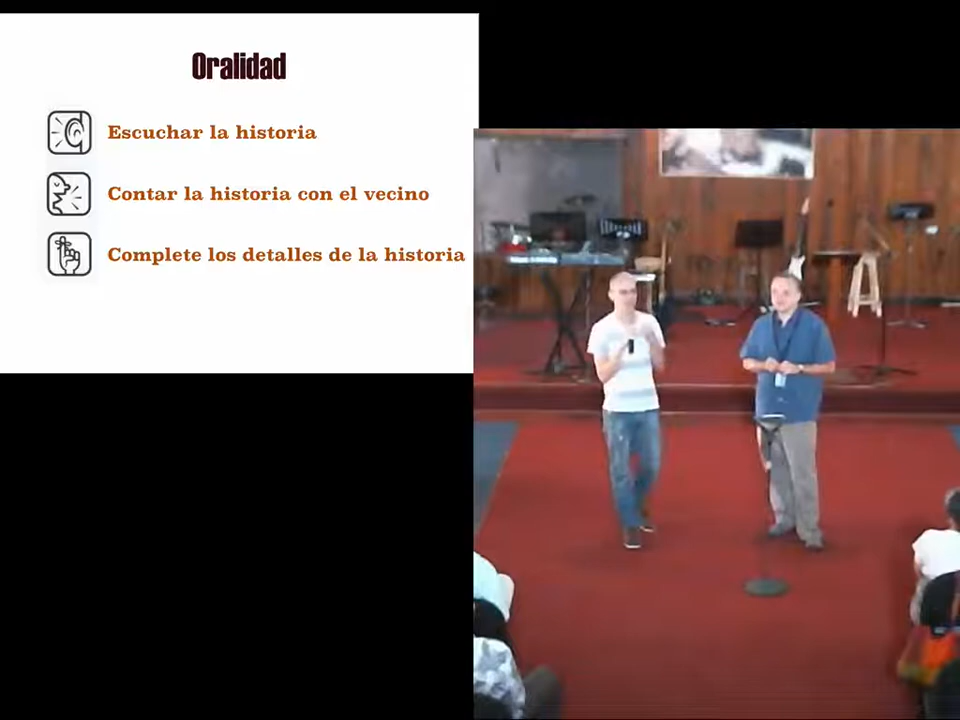 Oralidad
Escuchar la historia
Contar la historia con el vecino
Complete los detalles de la historia